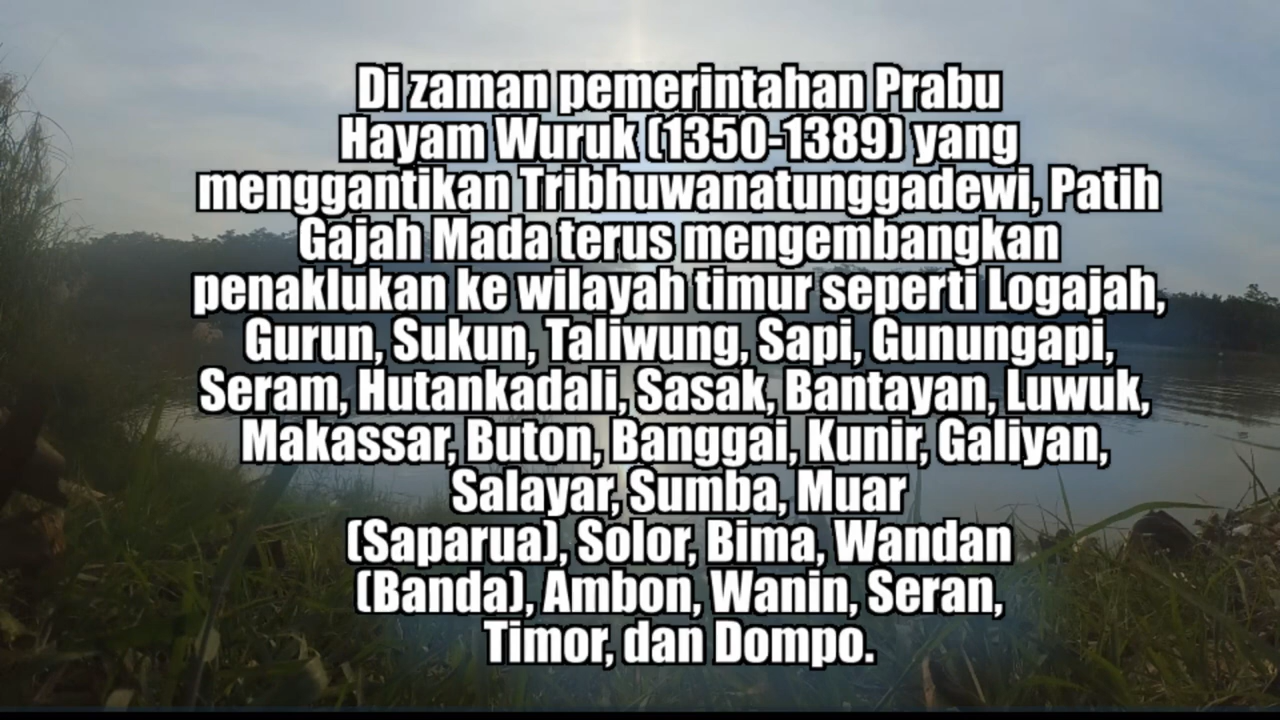 Di zaman pemerintahan Prabu
Hayam Wuruk (1350-1389) yang
menggantikan Tribhuwanatunggadewi, Patih
Gajah Mada terus mengembangkan
penaklukan ke wilayah timur seperti Logajah,
Gurun, Sukun, Taliwung, Sapi, Gunungapi,
Seram, Hutankadali, Sasak, Bantayan, Luwuk,
Makassar, Buton, Banggai, Kunir, Galiyan,
Salayar, Sumba, Muar
(Saparua), Solor, Bima, Wandan
(Banda), Ambon, Wanin, Seran,
Timor, dan Dompo.